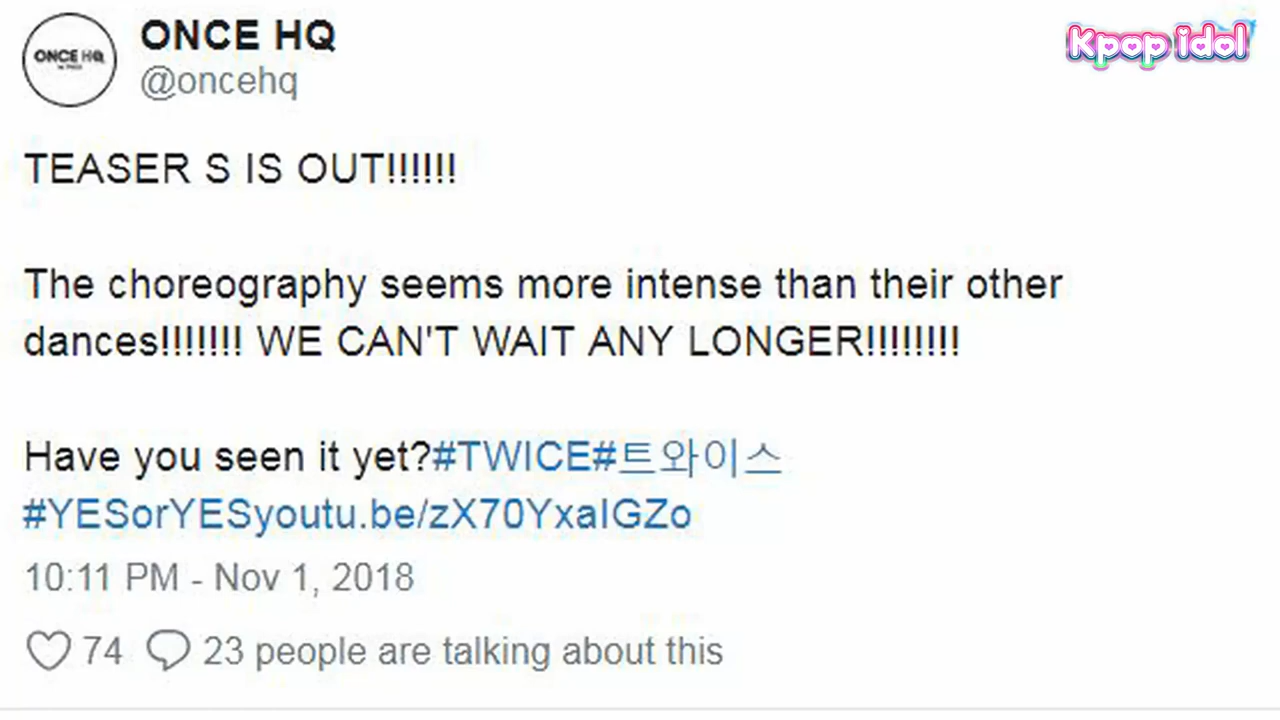 ONCE HQ
Kpop idol
ONCE HQ
@oncehq
TEASER S IS OUT!!!!!!
The choreography seems more intense than their other
dances!!!!!!! WE CAN'T WAIT ANY LONGER!!!!!!!!
Have you seen it yet?#TWICE#트와이스
#YESorYESyoutu.be/zX70YxaIGZo
10:11 PM - Nov 1, 2018
74 23 people are talking about this